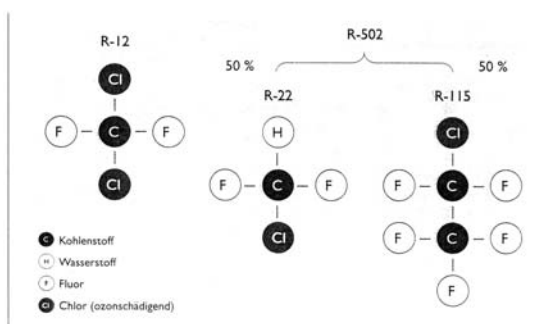 R-12
R-502
50 %
50 %
R-22
R-115
Cl
F – C – F
Cl
H
F – C – F
Cl
Cl
F – C – F
F – C – F
F
C Kohlenstoff
H Wasserstoff
F Fluor
Cl Chlor (ozonschädigend)